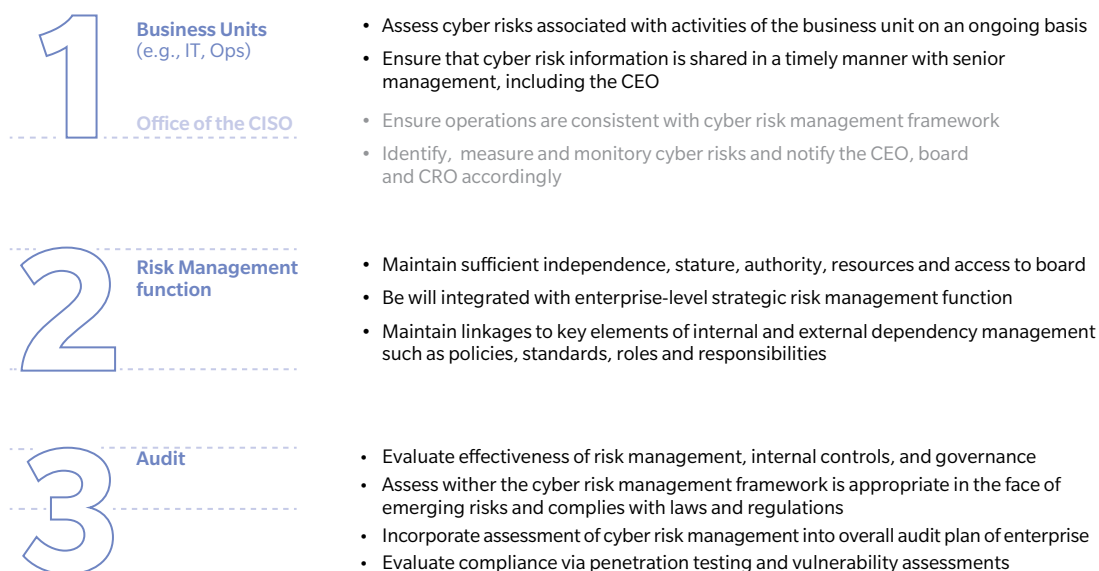 1
Business Units
(e.g., IT, Ops)
• Assess cyber risks associated with activities of the business unit on an ongoing basis
• Ensure that cyber risk information is shared in a timely manner with senior
management, including the CEO
Office of the CISO
• Ensure operations are consistent with cyber risk management framework
• Identify, measure and monitory cyber risks and notify the CEO, board
and CRO accordingly
2
Risk Management
function
• Maintain sufficient independence, stature, authority, resources and access to board
• Be will integrated with enterprise-level strategic risk management function
• Maintain linkages to key elements of internal and external dependency management
such as policies, standards, roles and responsibilities
3
Audit
• Evaluate effectiveness of risk management, internal controls, and governance
• Assess wither the cyber risk management framework is appropriate in the face of
emerging risks and complies with laws and regulations
• Incorporate assessment of cyber risk management into overall audit plan of enterprise
• Evaluate compliance via penetration testing and vulnerability assessments